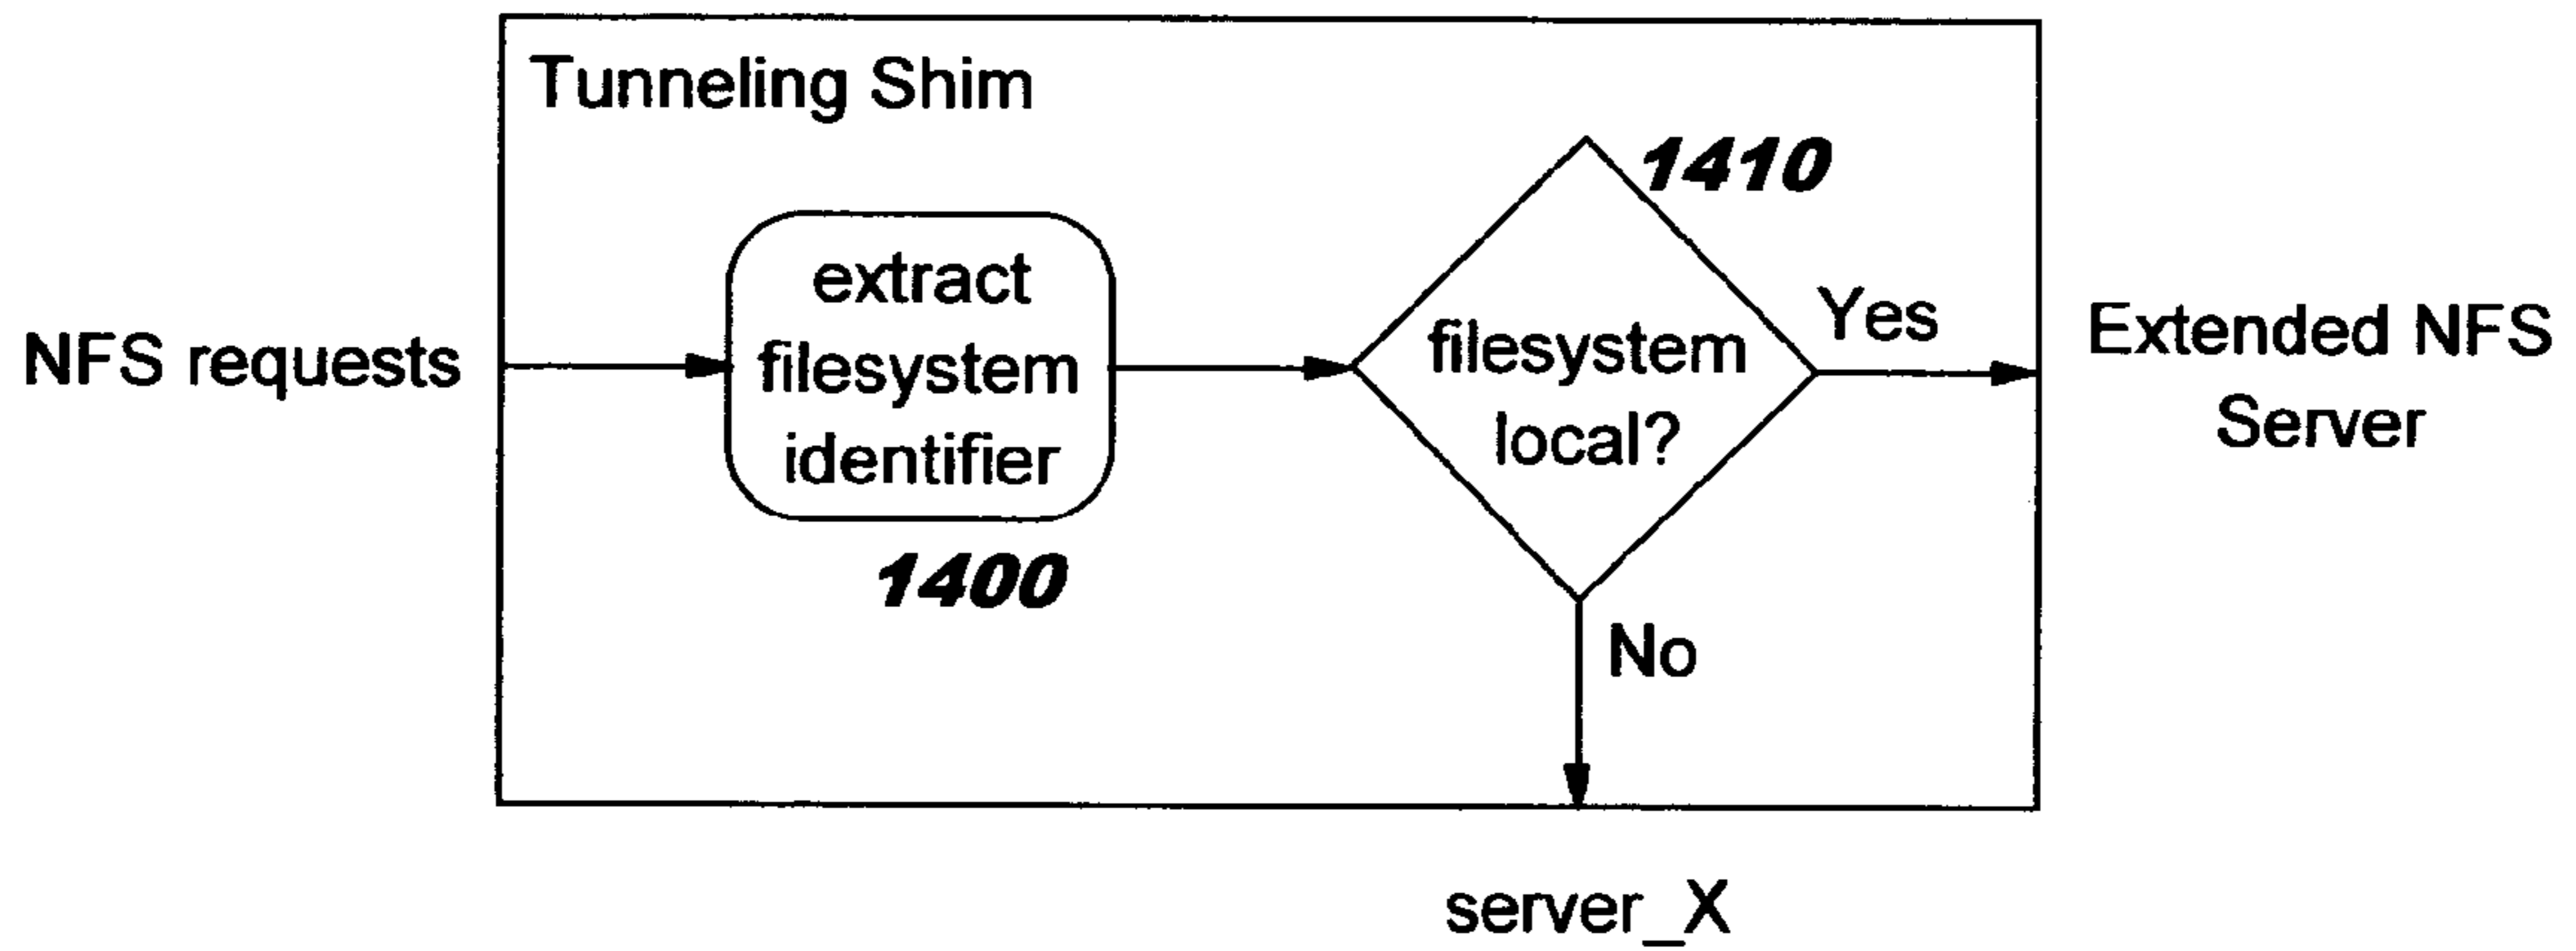 Tunneling Shim
NFS requests
extract
filesystem
identifier
1400
1410
filesystem
local?
Yes
No
Extended NFS
Server
server_X